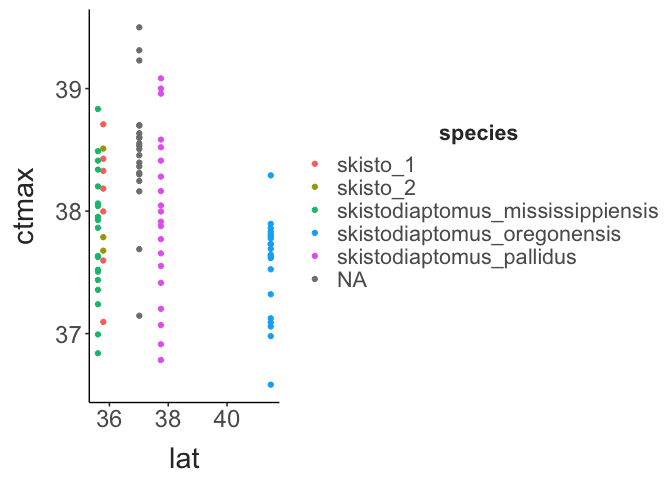 39
38
37
ctmax
36 38 40
lat
species
skisto_1
skisto_2
skistodiaptomus_mississippiensis
skistodiaptomus_oregonensis
skistodiaptomus_pallidus
NA